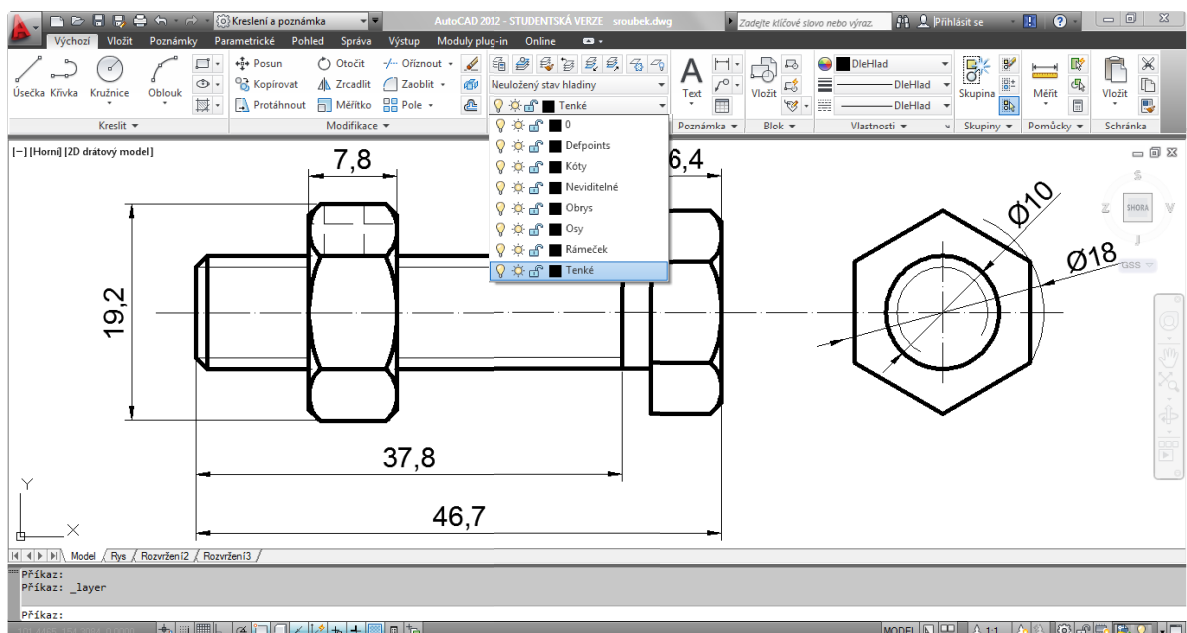 Kreslení a poznámka AutoCAD 2012 - STUDENTSKÁ VERZE sroubek.dwg Zadejte klíčové slovo nebo výraz. Přihlásit se
Výchozí Vložit Poznámky Parametrické Pohled Správa Výstup Moduly plug-in Online
Úsečka Křivka Kružnice Oblouk
Posun Otočit Oříznout
Kopírovat Zrcadlit Zaoblit
Protáhnout Měřítko Pole
Neuložený stav hladiny
Tenké
A
Text
Vložit
DleHlad
DleHlad
DleHlad
Skupina
Měřit
Vložit
Kreslit Modifikace Poznámka Blok Vlastnosti Skupiny Pomůcky Schránka
0
Defpoints
Kóty
Neviditelné
Obrys
Osy
Rámeček
Tenké
[−] [Horní] [2D drátový model]
7,8
6,4
19,2
37,8
46,7
Ø10
Ø18
S
Z SHORA V
J
GSS
Y
X
Model Rys Rozvržení2 Rozvržení3
Příkaz:
Příkaz: _layer
Příkaz:
MODEL 1:1